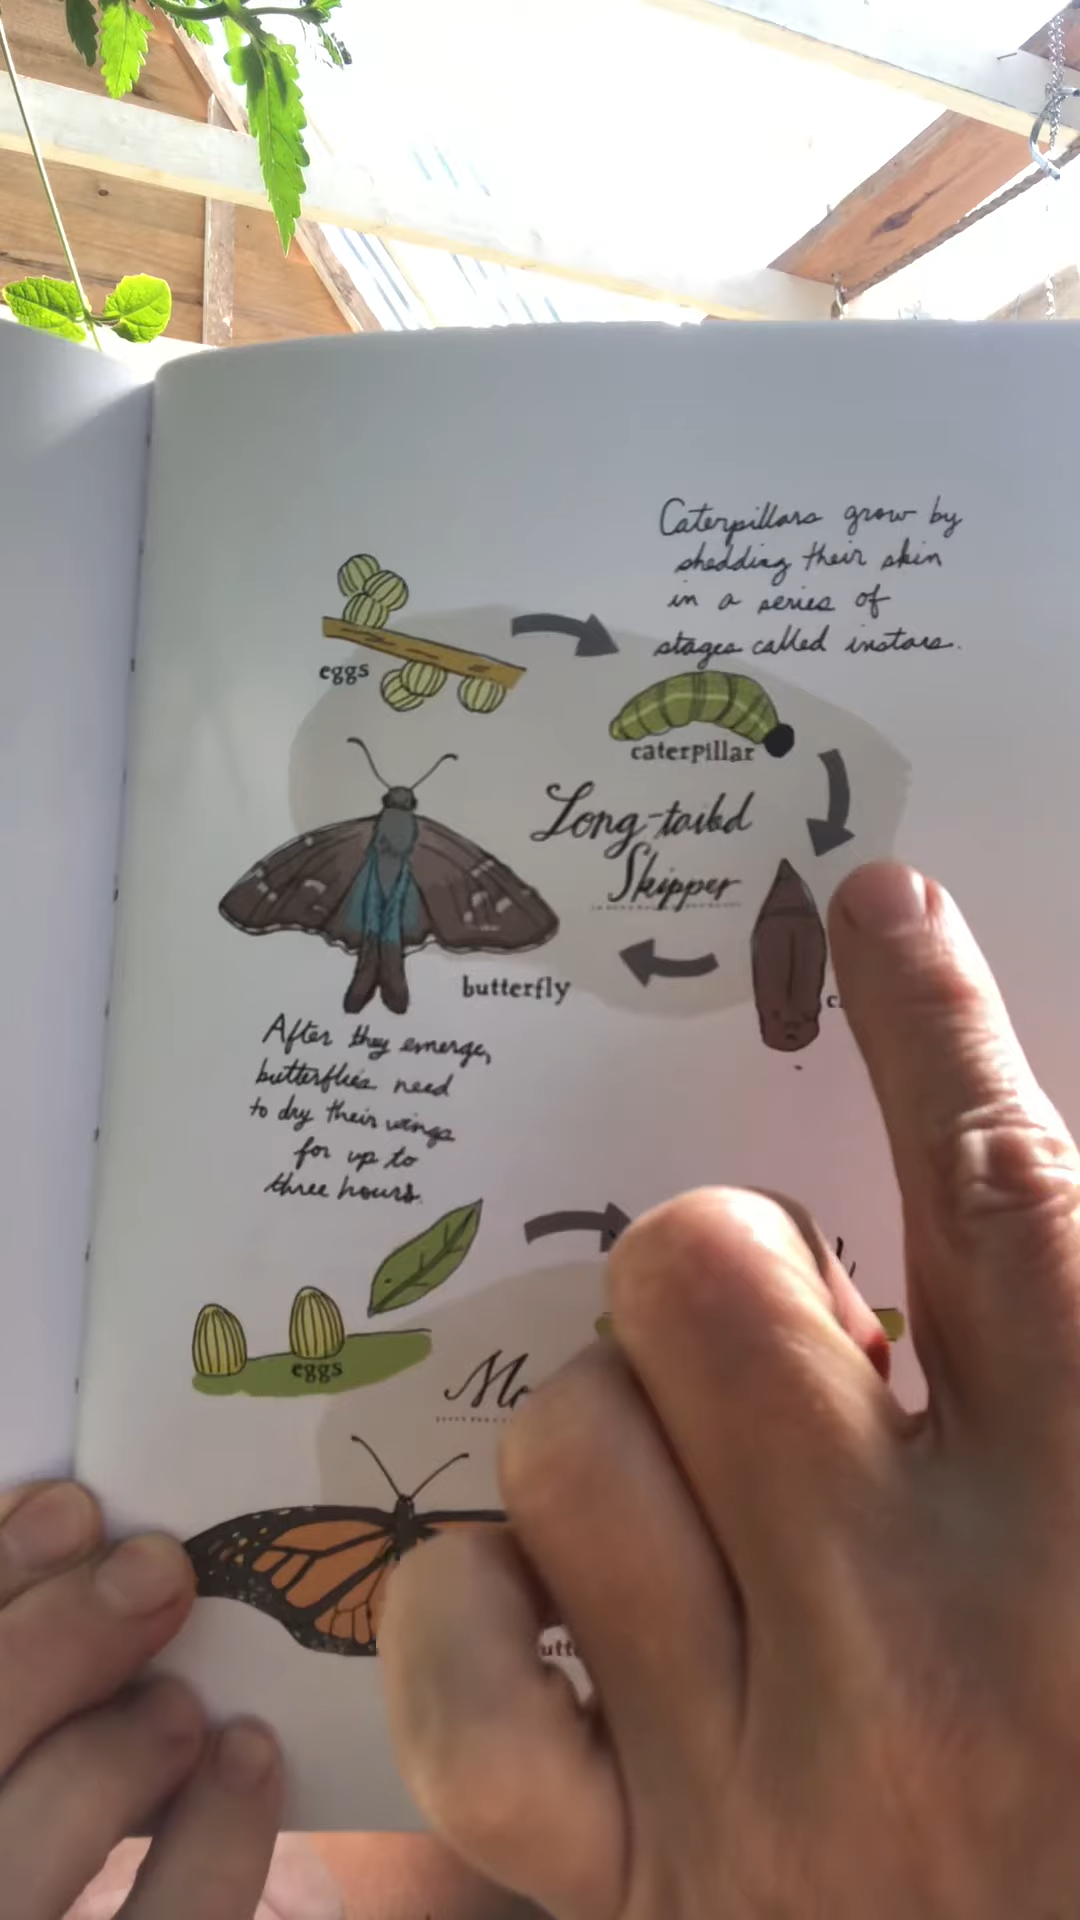 Caterpillars grow by
shedding their skin
in a series of
stages called instars.
eggs
caterpillar
Long-tailed
Skipper
butterfly
After they emerge,
butterflies need
to dry their wings
for up to
three hours.
eggs